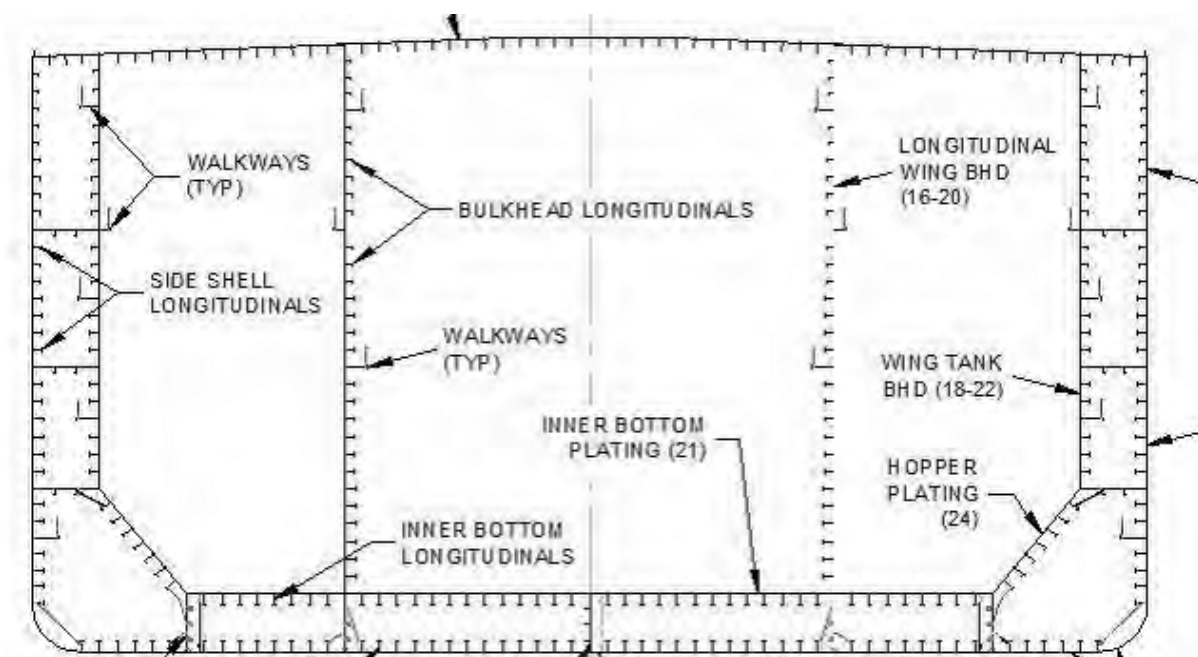 WALKWAYS
(TYP)
BULKHEAD LONGITUDINALS
LONGITUDINAL
WING BHD
(16-20)
SIDE SHELL
LONGITUDINALS
WALKWAYS
(TYP)
WING TANK
BHD (18-22)
INNER BOTTOM
PLATING (21)
HOPPER
PLATING
(24)
INNER BOTTOM
LONGITUDINALS